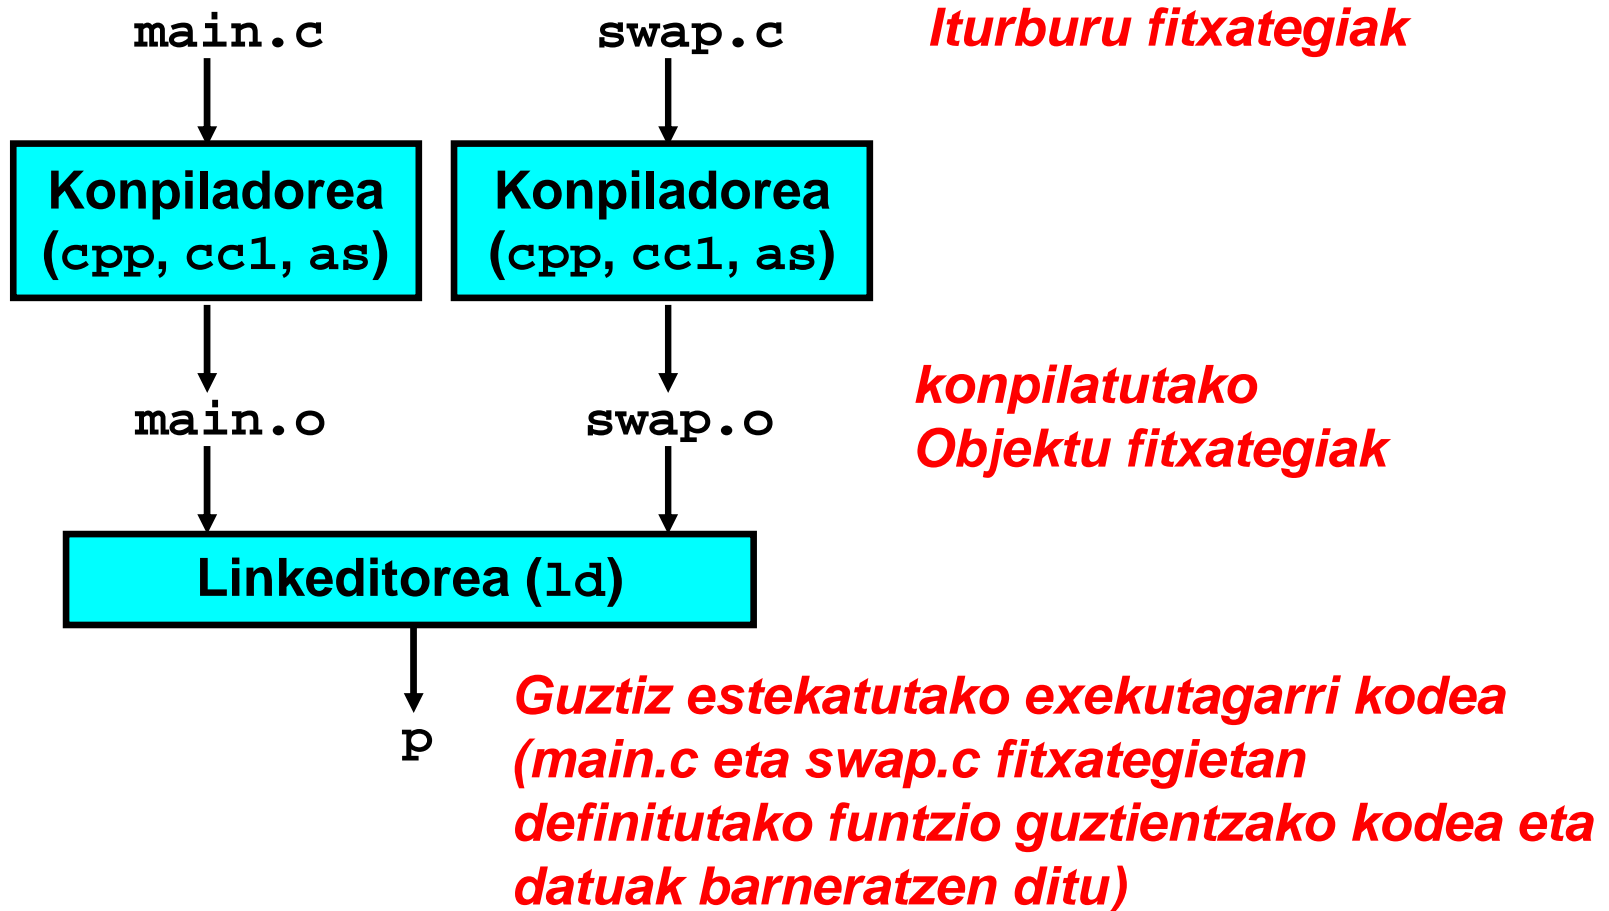 main.c swap.c Iturburu fitxategiak
Konpiladorea Konpiladorea
(cpp, cc1, as) (cpp, cc1, as)
main.o swap.o
konpilatutako
Objektu fitxategiak
Linkeditorea (ld)
p
Guztiz estekatutako exekutagarri kodea
(main.c eta swap.c fitxategietan
definitutako funtzio guztientzako kodea eta
datuak barneratzen ditu)